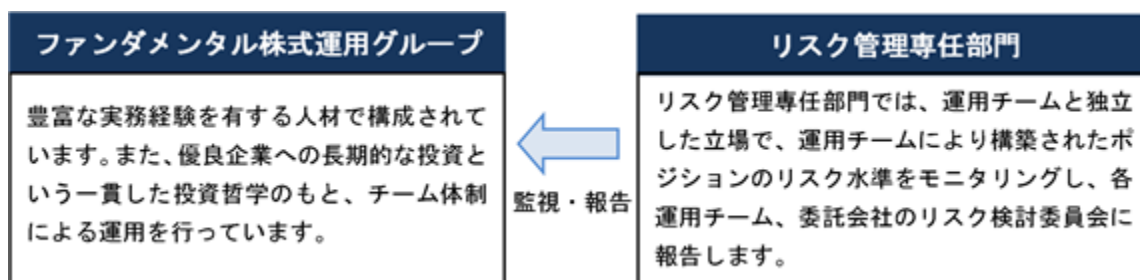 ファンダメンタル株式運用グループ
豊富な実務経験を有する人材で構成されて
います。また、優良企業への長期的な投資と
いう一貫した投資哲学のもと、チーム体制
による運用を行っています。
監視・報告
リスク管理専任部門
リスク管理専任部門では、運用チームと独立
した立場で、運用チームにより構築されたポ
ジションのリスク水準をモニタリングし、各
運用チーム、委託会社のリスク検討委員会に
報告します。